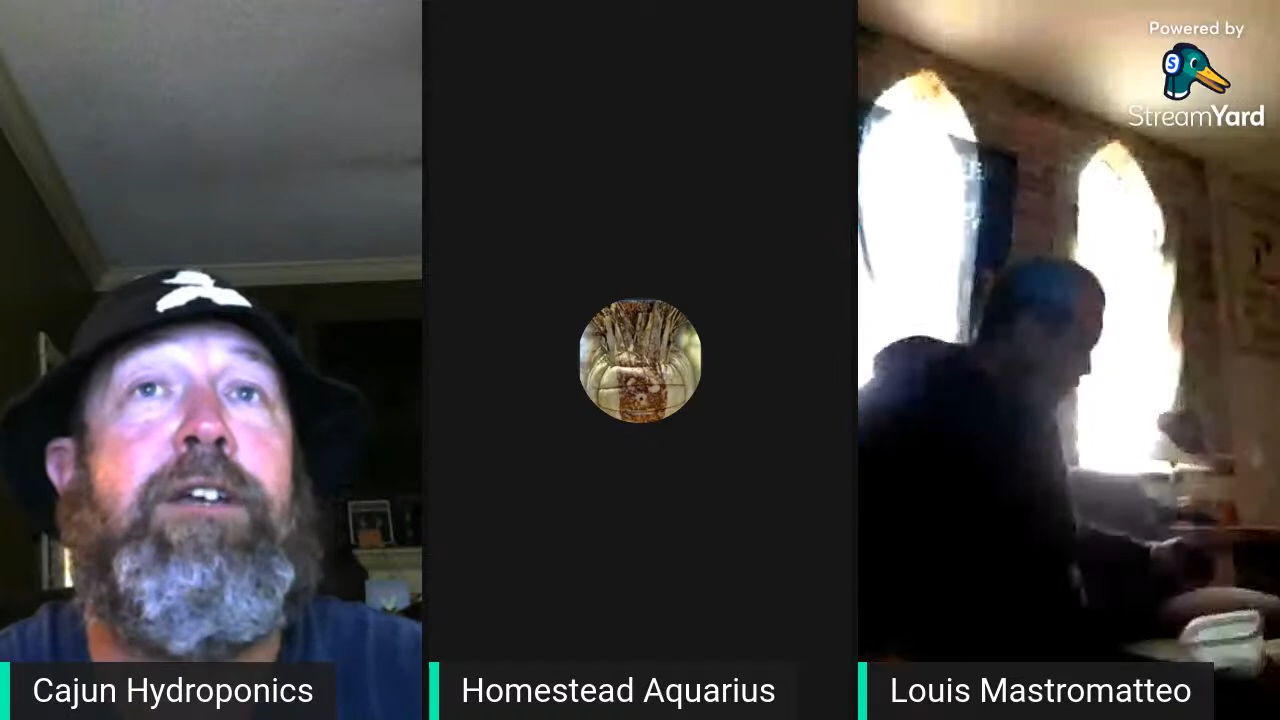 Powered by
S
StreamYard
Cajun Hydroponics
Homestead Aquarius
Louis Mastromatteo